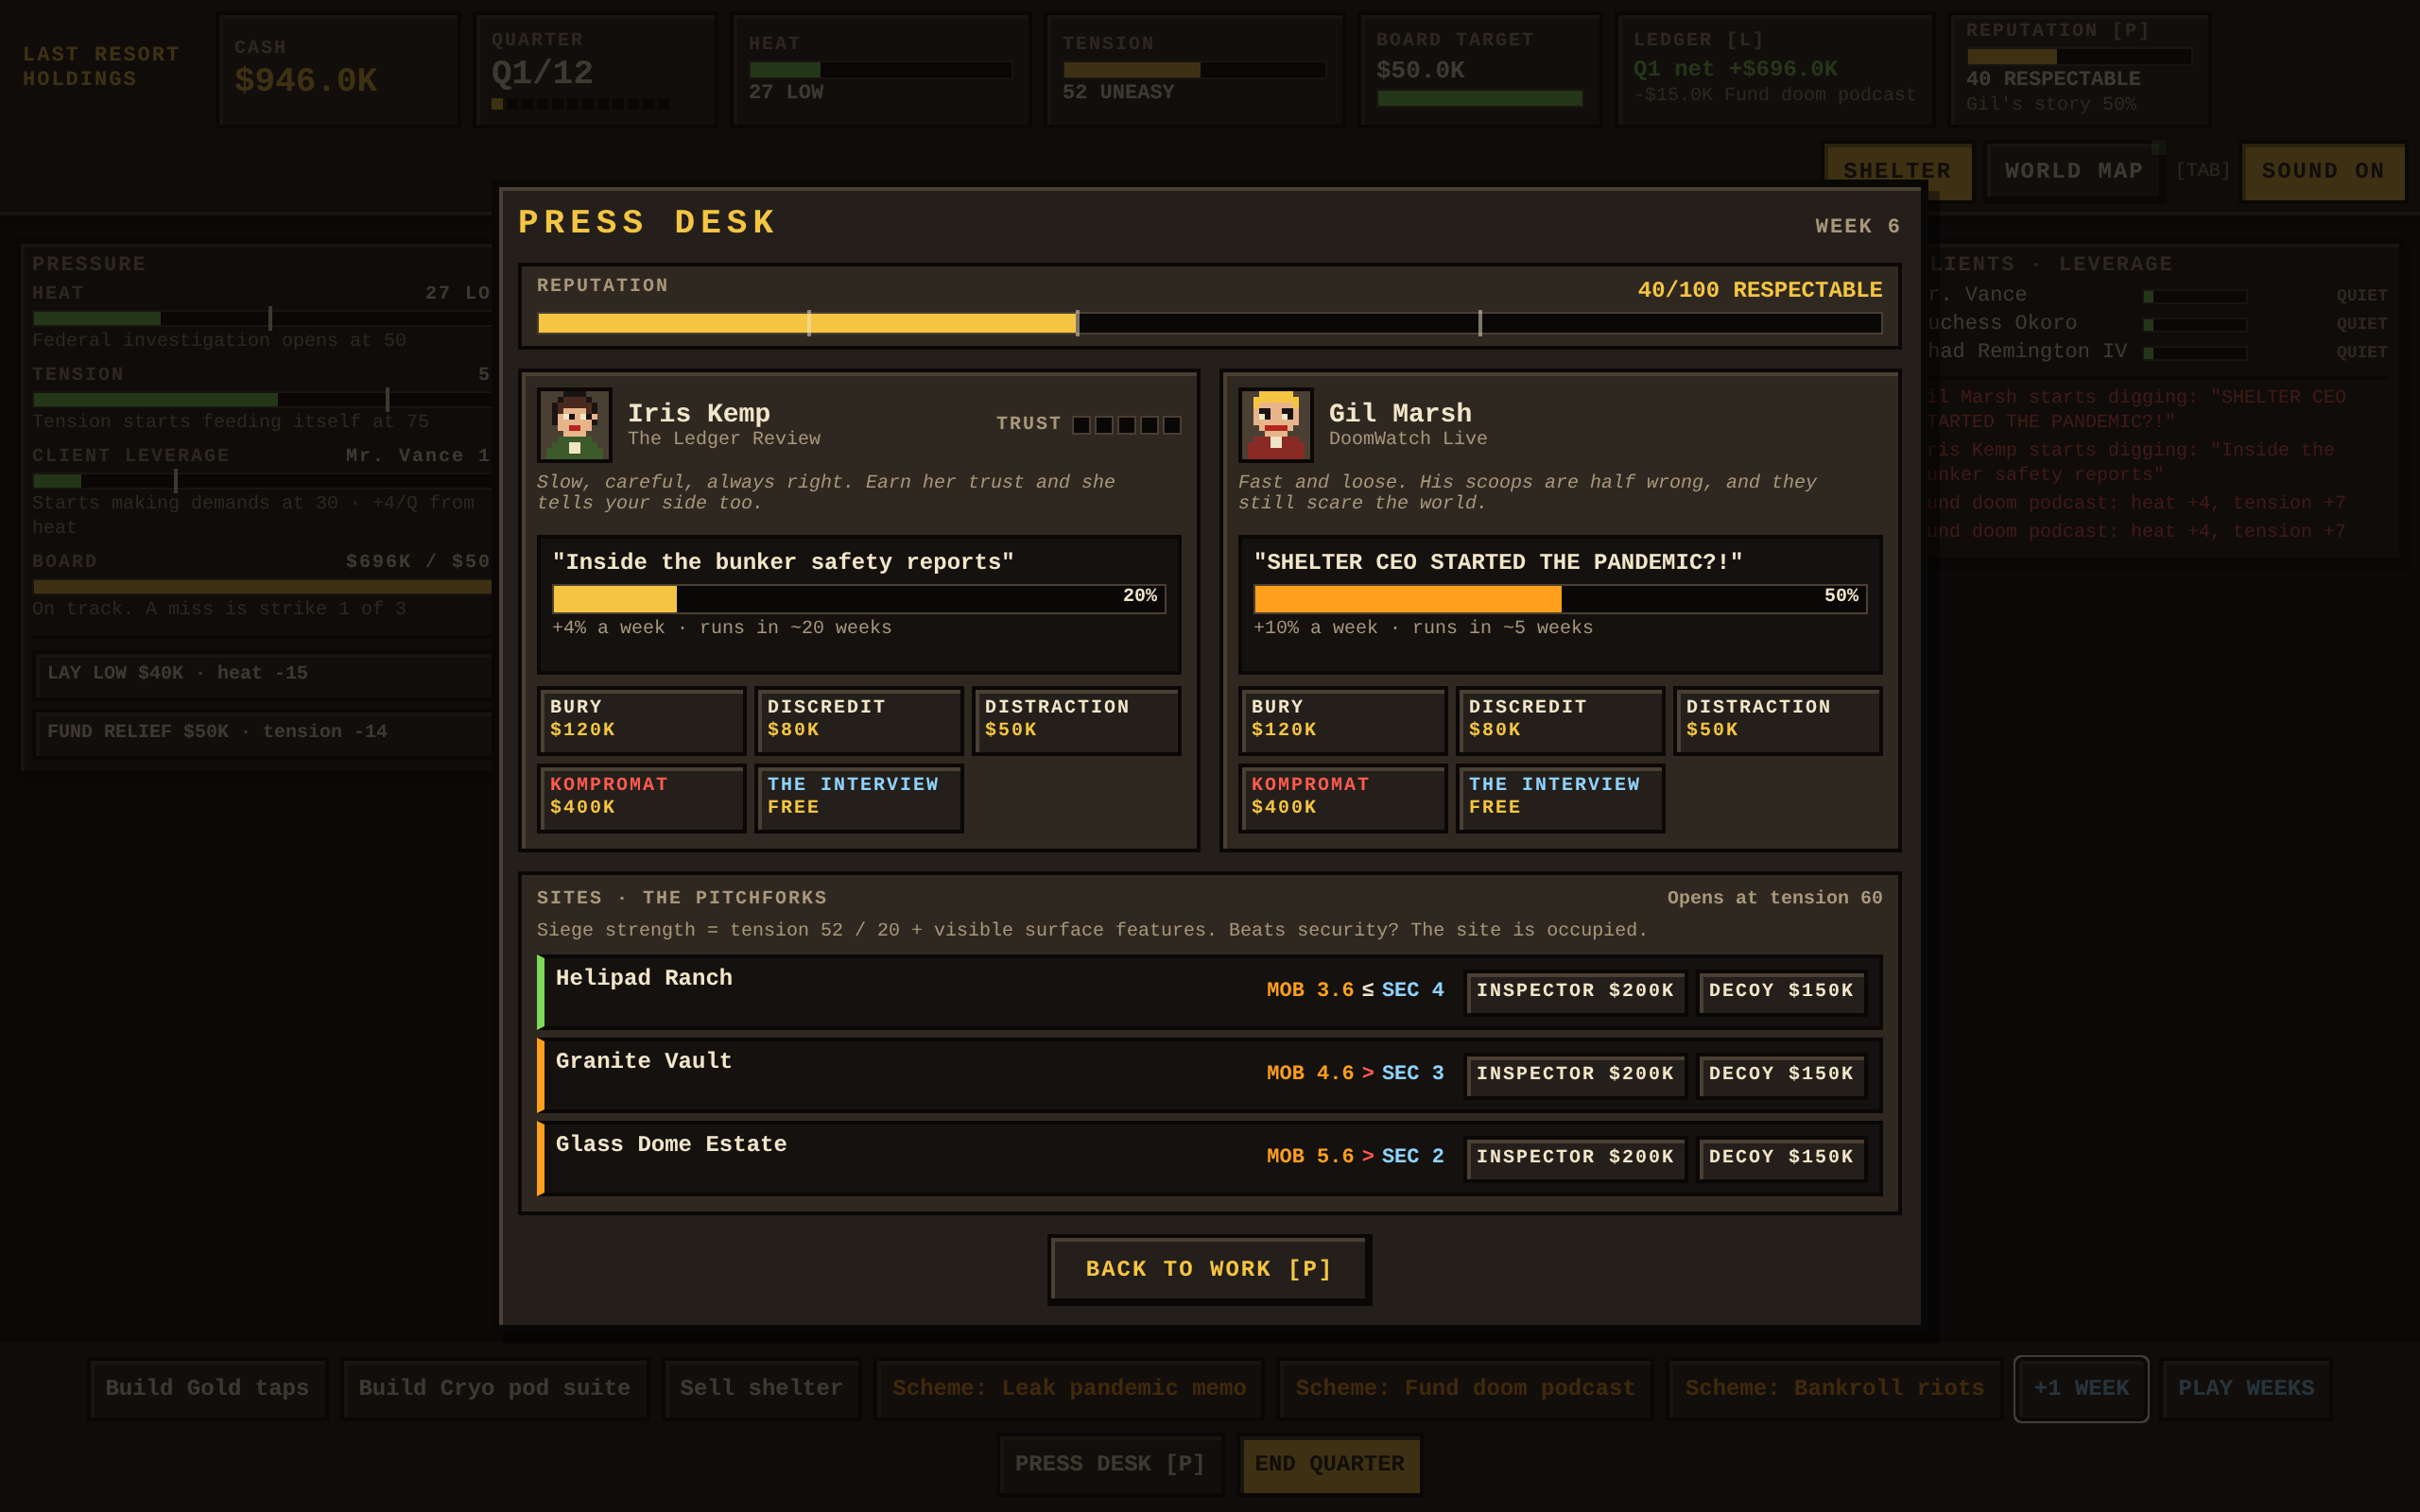 LAST RESORT
HOLDINGS
CASH
$946.0K
QUARTER
Q1/12
HEAT
27 LOW
TENSION
52 UNEASY
BOARD TARGET
$50.0K
LEDGER [L]
Q1 net +$696.0K
-$15.0K Fund doom podcast
REPUTATION [P]
40 RESPECTABLE
Gil's story 50%
SHELTER
WORLD MAP
[TAB]
SOUND ON
PRESSURE
HEAT 27 LO
Federal investigation opens at 50
TENSION 5
Tension starts feeding itself at 75
CLIENT LEVERAGE Mr. Vance 1
Starts making demands at 30 · +4/Q from
heat
BOARD $696K / $50
On track. A miss is strike 1 of 3
LAY LOW $40K · heat -15
FUND RELIEF $50K · tension -14
PRESS DESK
WEEK 6
REPUTATION
40/100 RESPECTABLE
Iris Kemp
The Ledger Review
TRUST
Slow, careful, always right. Earn her trust and she
tells your side too.
"Inside the bunker safety reports"
20%
+4% a week · runs in ~20 weeks
BURY
$120K
DISCREDIT
$80K
DISTRACTION
$50K
KOMPROMAT
$400K
THE INTERVIEW
FREE
Gil Marsh
DoomWatch Live
Fast and loose. His scoops are half wrong, and they
still scare the world.
"SHELTER CEO STARTED THE PANDEMIC?!"
50%
+10% a week · runs in ~5 weeks
BURY
$120K
DISCREDIT
$80K
DISTRACTION
$50K
KOMPROMAT
$400K
THE INTERVIEW
FREE
SITES · THE PITCHFORKS
Opens at tension 60
Siege strength = tension 52 / 20 + visible surface features. Beats security? The site is occupied.
Helipad Ranch
MOB 3.6 ≤ SEC 4
INSPECTOR $200K
DECOY $150K
Granite Vault
MOB 4.6 > SEC 3
INSPECTOR $200K
DECOY $150K
Glass Dome Estate
MOB 5.6 > SEC 2
INSPECTOR $200K
DECOY $150K
BACK TO WORK [P]
LIENTS · LEVERAGE
r. Vance QUIET
uchess Okoro QUIET
had Remington IV QUIET
il Marsh starts digging: "SHELTER CEO
TARTED THE PANDEMIC?!"
ris Kemp starts digging: "Inside the
unker safety reports"
und doom podcast: heat +4, tension +7
und doom podcast: heat +4, tension +7
Build Gold taps
Build Cryo pod suite
Sell shelter
Scheme: Leak pandemic memo
Scheme: Fund doom podcast
Scheme: Bankroll riots
+1 WEEK
PLAY WEEKS
PRESS DESK [P]
END QUARTER